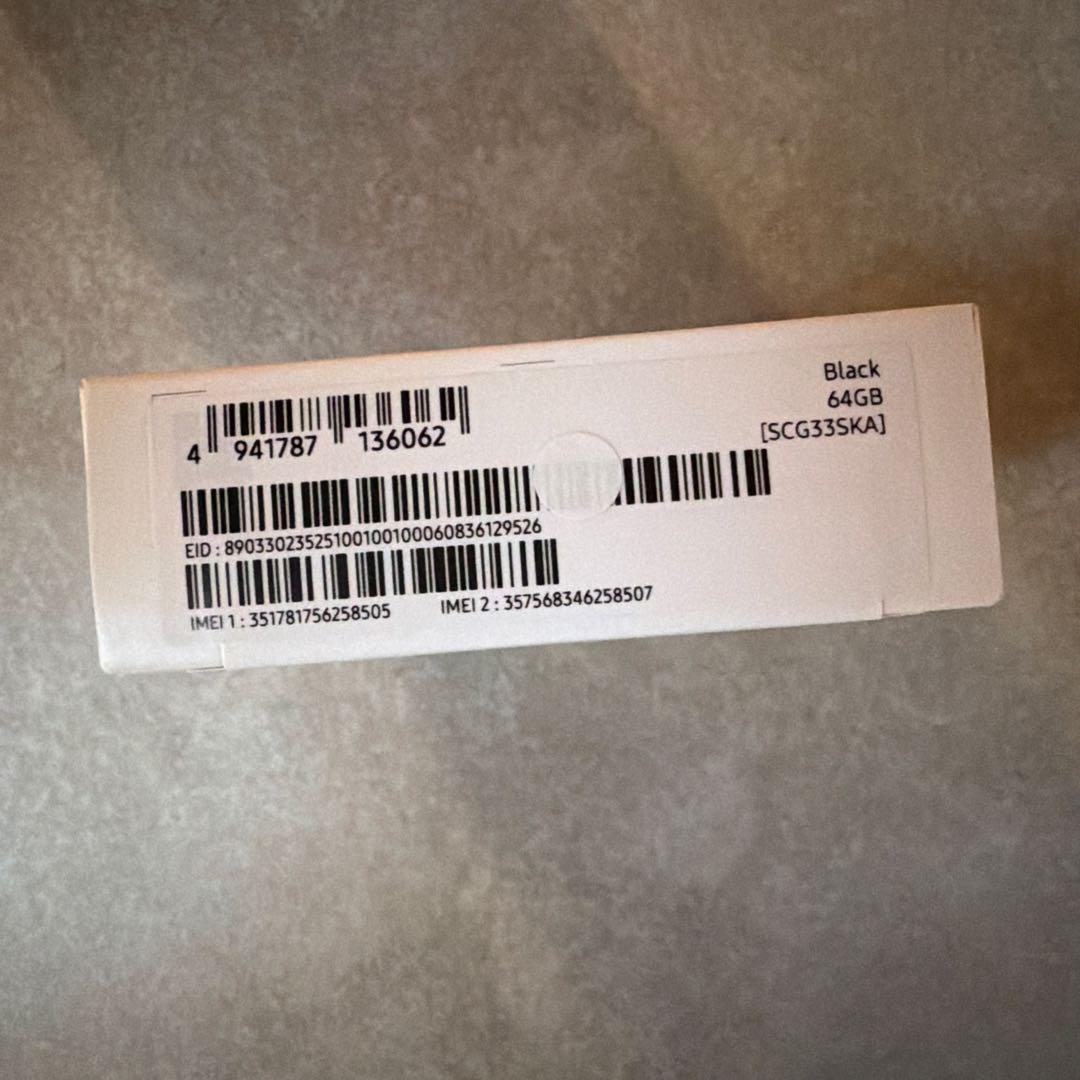 Black
64GB
[SCG33SKA]
4 941787 136062
EID : 89033023525100100100060836129526
IMEI 1 : 351781756258505 IMEI 2 : 357568346258507